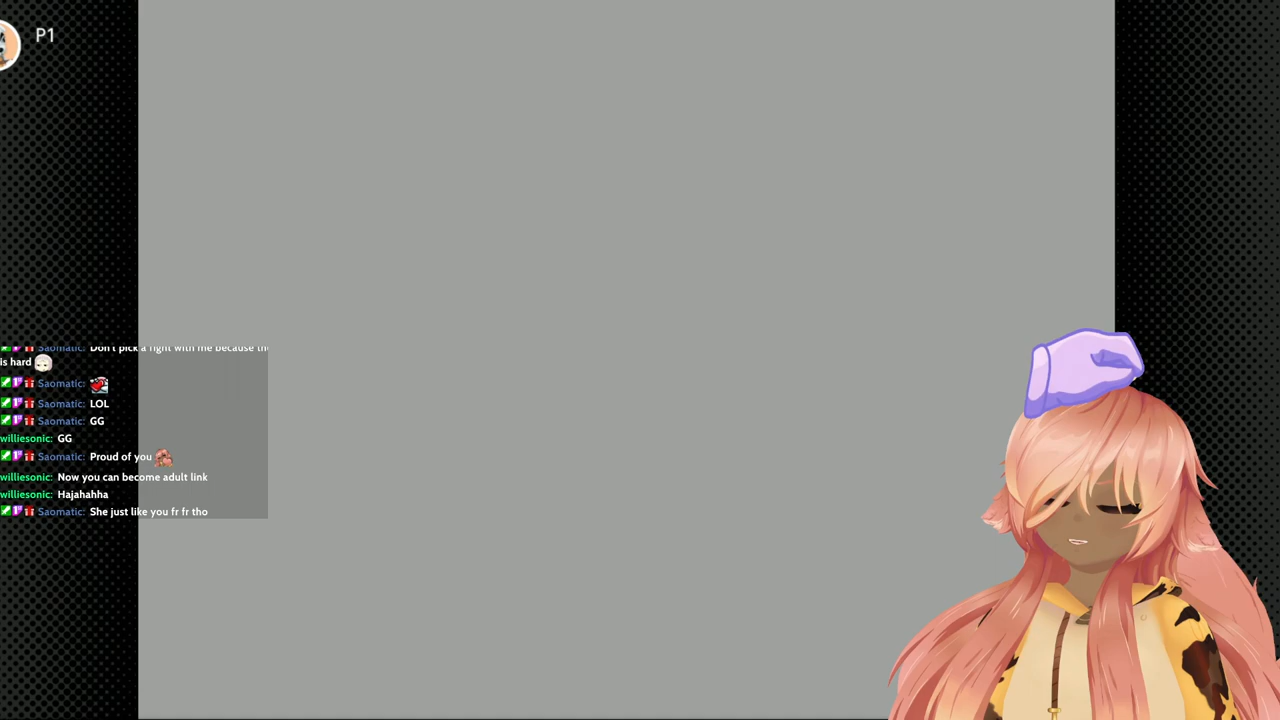 P1
Saomatic: Don't pick a fight with me because the
is hard
Saomatic:
Saomatic: LOL
Saomatic: GG
williesonic: GG
Saomatic: Proud of you
williesonic: Now you can become adult link
williesonic: Hajahahha
Saomatic: She just like you fr fr tho